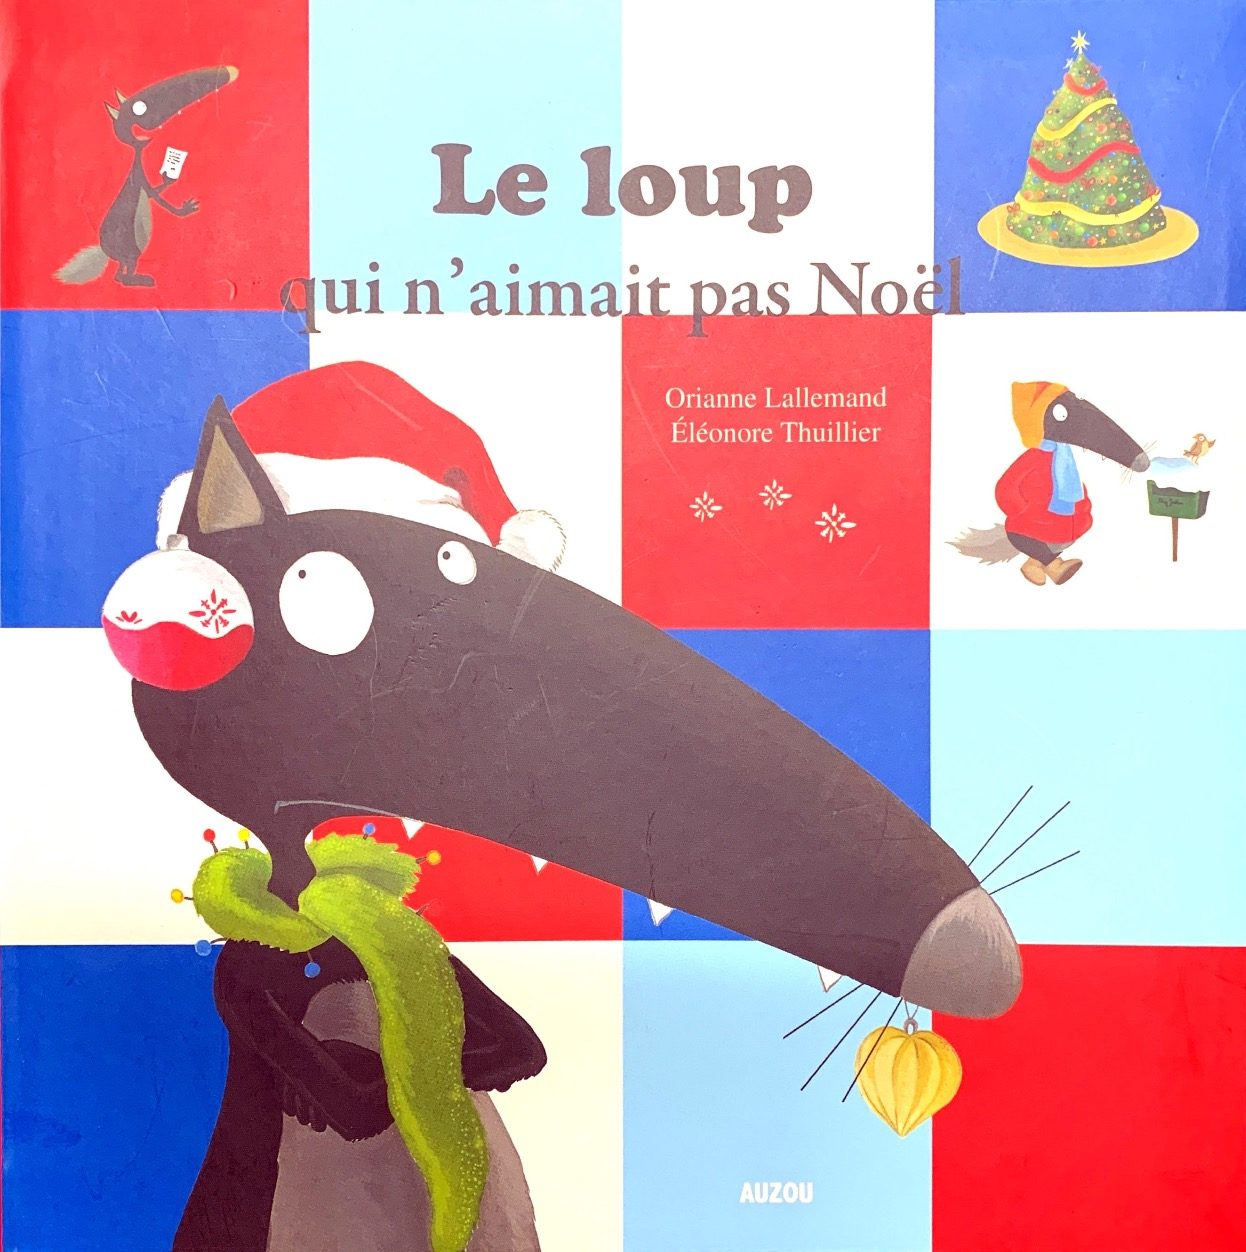 Le loup
qui n'aimait pas Noël
Orianne Lallemand
Éléonore Thuillier
AUZOU